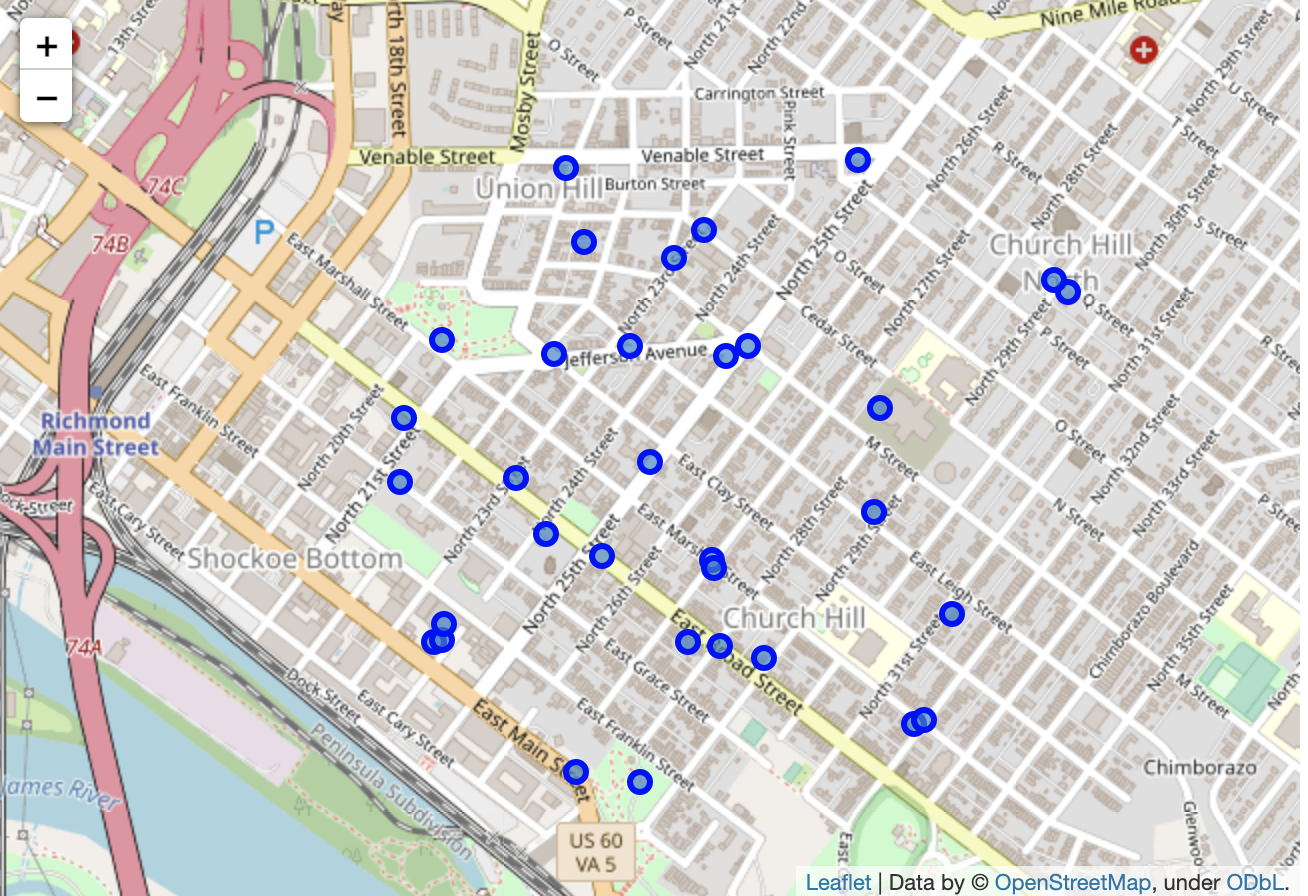 +
−
13th Street
North 18th Street
Mosby Street
P Street
O Street
North 21st
North 22nd
Nine Mile Road
North 29th Street
U Street
T Street
Carrington Street
Pink Street
Venable Street
Venable Street
Union Hill
Burton Street
74C
74B
P
East Marshall Street
North 23rd
North 24th Street
North 25th Street
North 26th Street
R Street
North 28th Street
North 30th Street
S Street
Church Hill
North
O Street
North 27th Street
Cedar Street
Q Street
P Street
North 29th Street
North 31st Street
R Street
Jefferson Avenue
East Franklin Street
North 20th Street
Richmond
Main Street
Dock Street
East Cary Street
North 21st Street
North 23rd
North 24th Street
M Street
O Street
North 32nd Street
North 33rd Street
P Street
N Street
East Clay Street
East Marshall Street
North 28th Street
North 29th Street
Shockoe Bottom
North 25th Street
North 26th Street
East Leigh Street
Church Hill
East Broad Street
Chimborazo Boulevard
North 35th Street
M Street
74A
North 31st Street
East Grace Street
East Franklin Street
Dock Street
East Cary Street
East Main Street
Peninsula Subdivision
James River
Chimborazo
US 60
VA 5
East
Leaflet | Data by © OpenStreetMap, under ODbL.